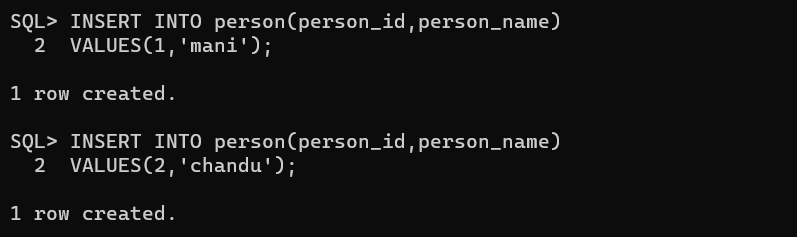 SQL> INSERT INTO person(person_id,person_name)
  2  VALUES(1,'mani');
1 row created.
SQL> INSERT INTO person(person_id,person_name)
  2  VALUES(2,'chandu');
1 row created.